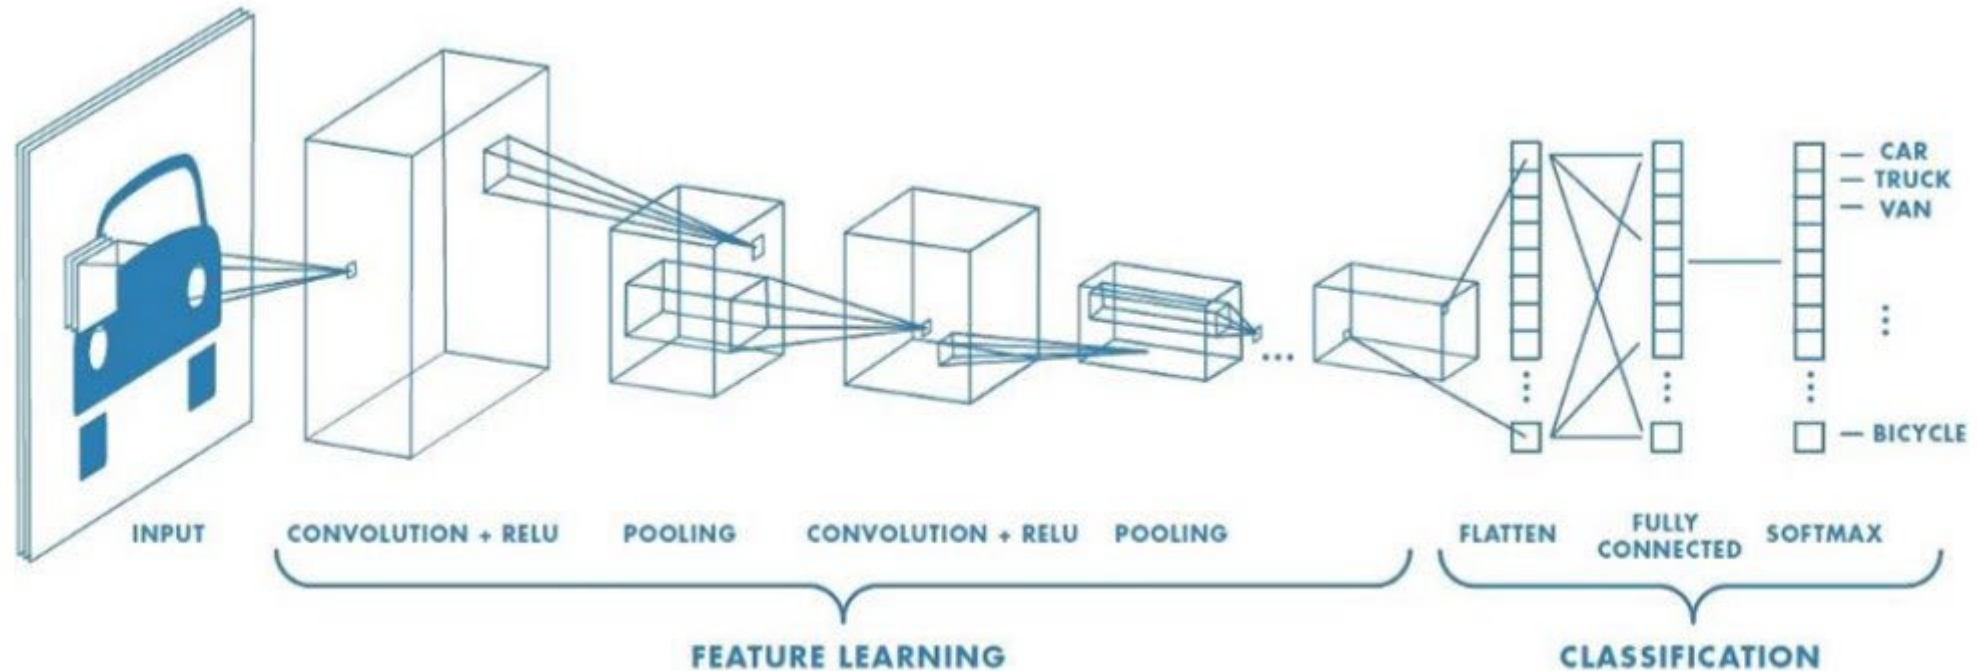 CAR
TRUCK
VAN
BICYCLE
INPUT
CONVOLUTION + RELU
POOLING
CONVOLUTION + RELU
POOLING
FLATTEN
FULLY
CONNECTED
SOFTMAX
FEATURE LEARNING
CLASSIFICATION